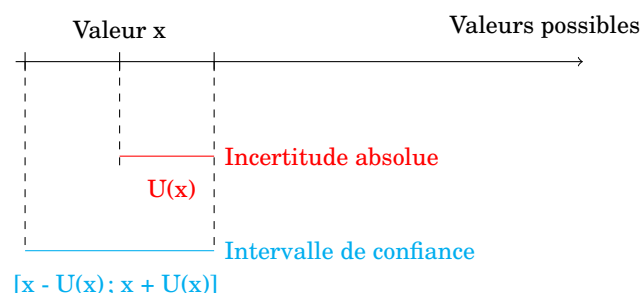 Valeurs possibles
Valeur x
Incertitude absolue
U(x)
Intervalle de confiance
[x - U(x) ; x + U(x)]